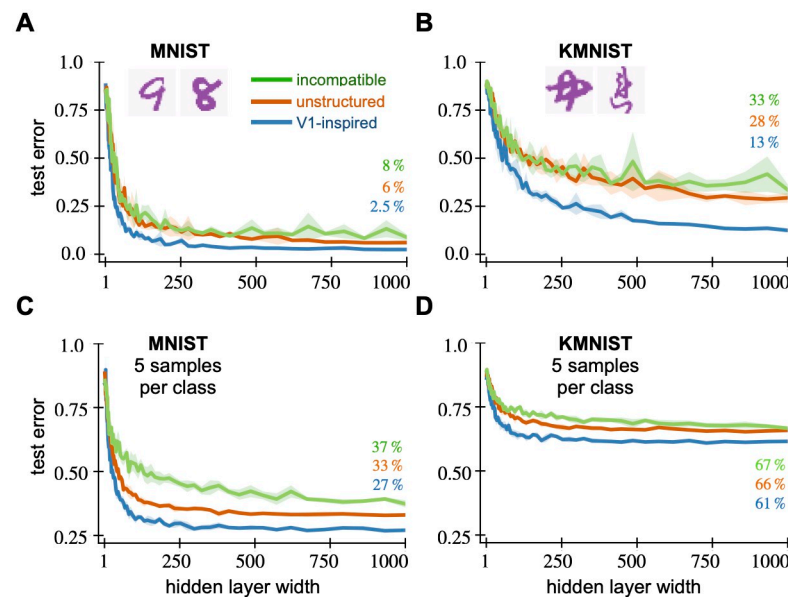 A
MNIST
1.0
0.75
0.50
0.25
0.0
test error
incompatible
unstructured
V1-inspired
8 %
6 %
2.5 %
1 250 500 750 1000
B
KMNIST
1.0
0.75
0.50
0.25
0.0
33 %
28 %
13 %
1 250 500 750 1000
C
MNIST
5 samples
per class
1.0
0.75
0.50
0.25
test error
37 %
33 %
27 %
1 250 500 750 1000
hidden layer width
D
KMNIST
5 samples
per class
1.0
0.75
0.50
0.25
67 %
66 %
61 %
1 250 500 750 1000
hidden layer width